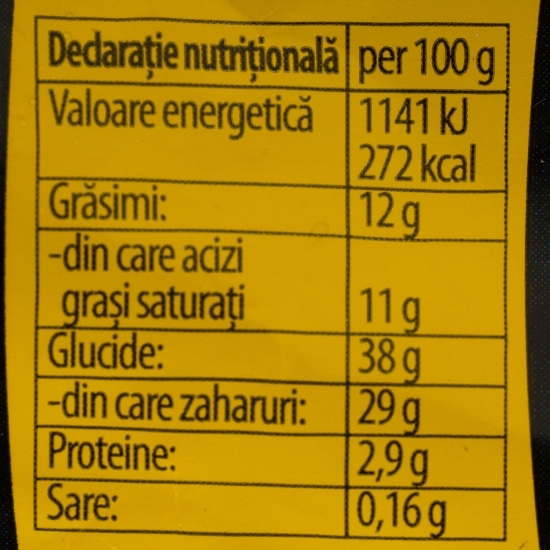 Declarație nutrițională per 100 g
Valoare energetică 1141 kJ
272 kcal
Grăsimi: 12 g
-din care acizi
grași saturați 11 g
Glucide: 38 g
-din care zaharuri: 29 g
Proteine: 2,9 g
Sare: 0,16 g